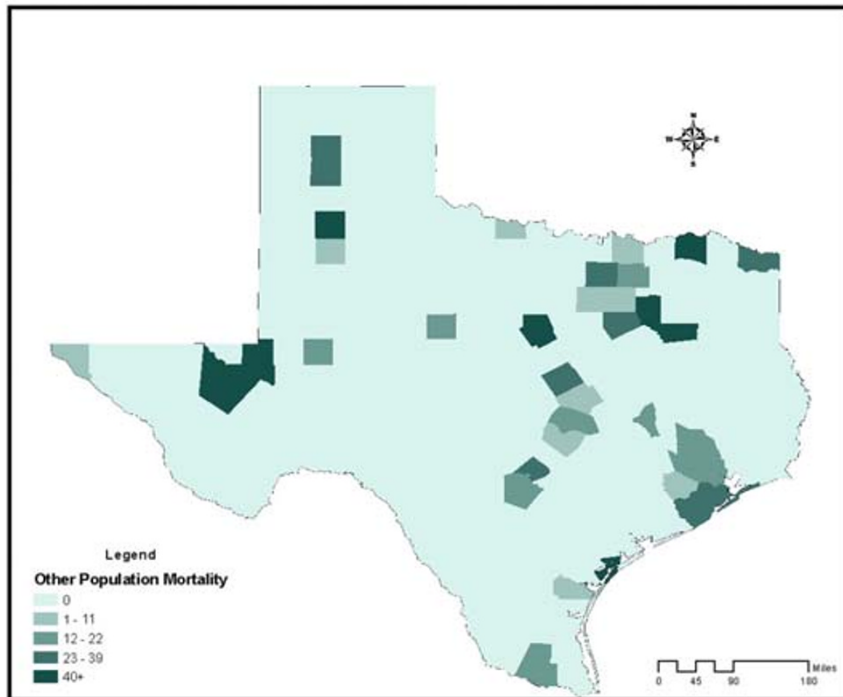 N
W E
S
Legend
Other Population Mortality
0
1 - 11
12 - 22
23 - 39
40+
Miles
0 45 90 180